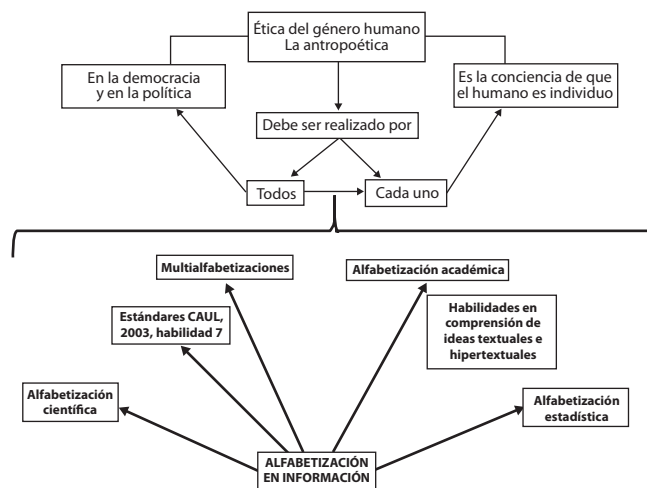 Ética del género humano
La antropoética
En la democracia
y en la política
Es la conciencia de que
el humano es individuo
Debe ser realizado por
Todos
Cada uno
Multialfabetizaciones
Alfabetización académica
Estándares CAUL,
2003, habilidad 7
Habilidades en
comprensión de
ideas textuales e
hipertextuales
Alfabetización
científica
Alfabetización
estadística
ALFABETIZACIÓN
EN INFORMACIÓN